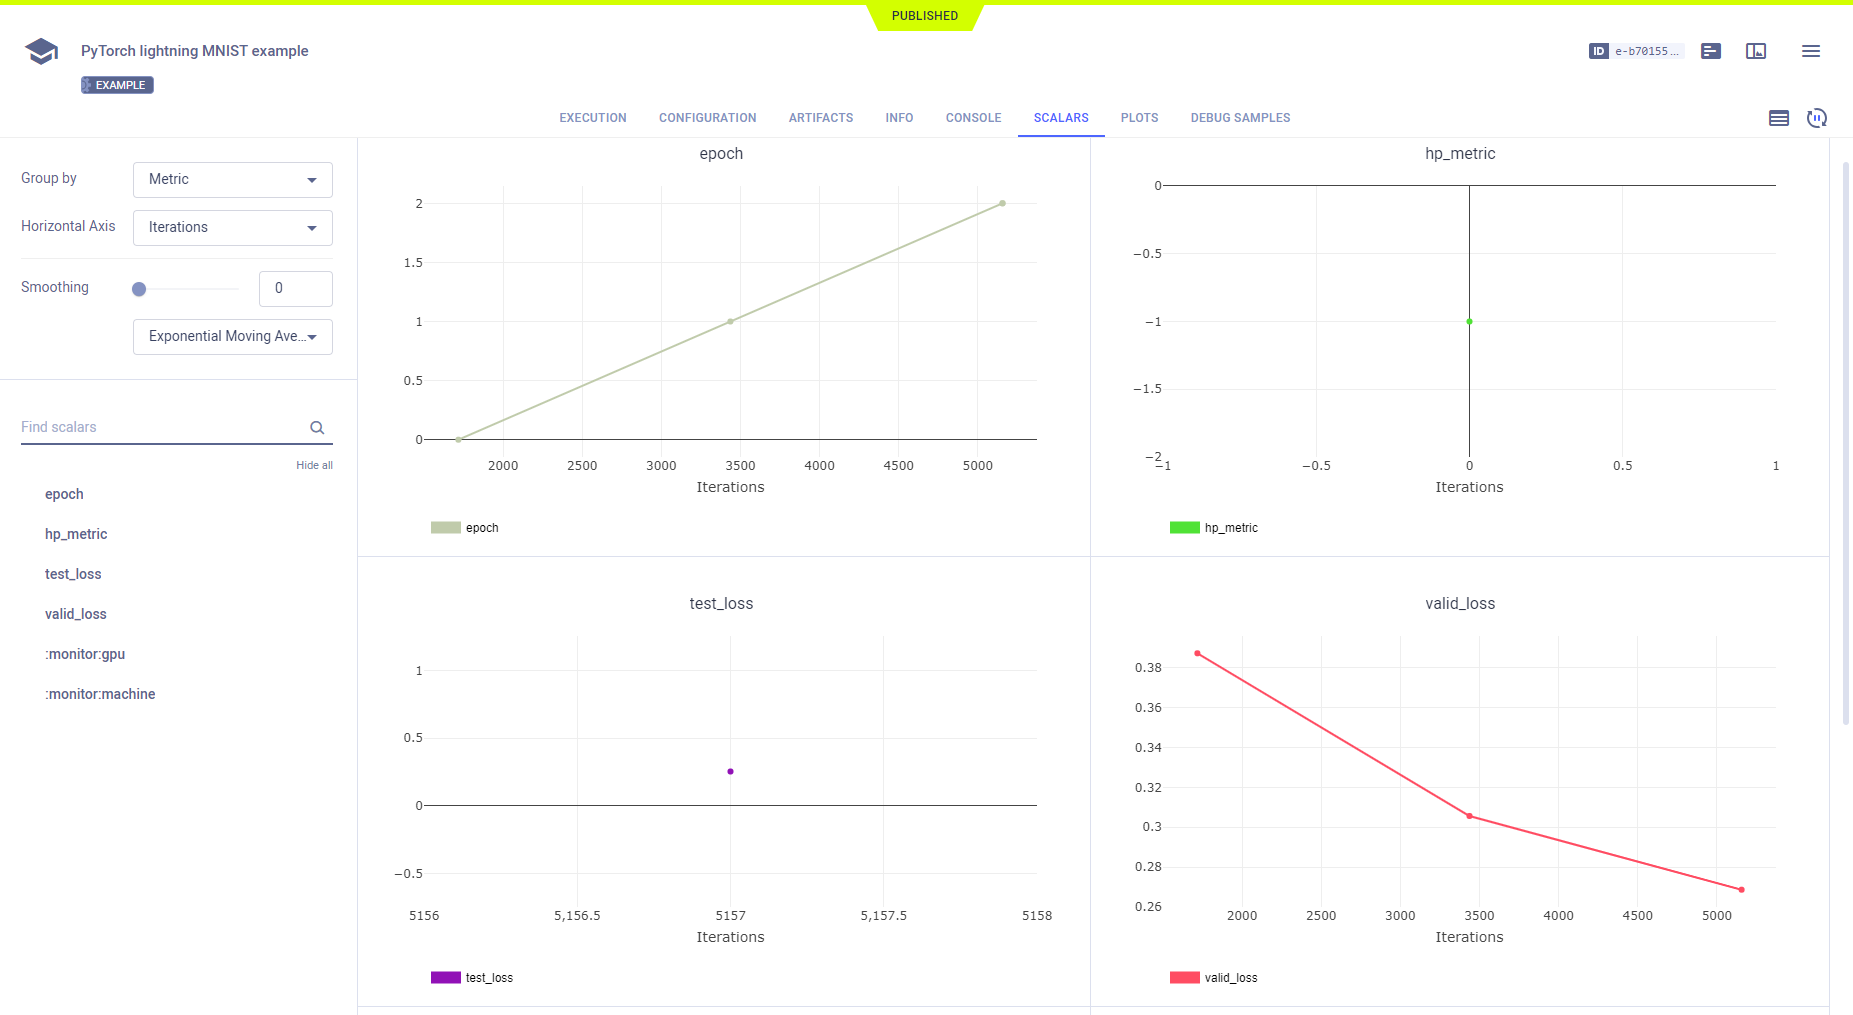 PUBLISHED
PyTorch lightning MNIST example
EXAMPLE
ID e-b70155...
EXECUTION CONFIGURATION ARTIFACTS INFO CONSOLE SCALARS PLOTS DEBUG SAMPLES
Group by Metric
Horizontal Axis Iterations
Smoothing 0
Exponential Moving Ave...
Find scalars
Hide all
epoch
hp_metric
test_loss
valid_loss
:monitor:gpu
:monitor:machine
epoch
2
1.5
1
0.5
0
2000 2500 3000 3500 4000 4500 5000
Iterations
epoch
hp_metric
0
−0.5
−1
−1.5
−2
−1 −0.5 0 0.5 1
Iterations
hp_metric
test_loss
1
0.5
0
−0.5
5156 5,156.5 5157 5,157.5 5158
Iterations
test_loss
valid_loss
0.38
0.36
0.34
0.32
0.3
0.28
0.26
2000 2500 3000 3500 4000 4500 5000
Iterations
valid_loss